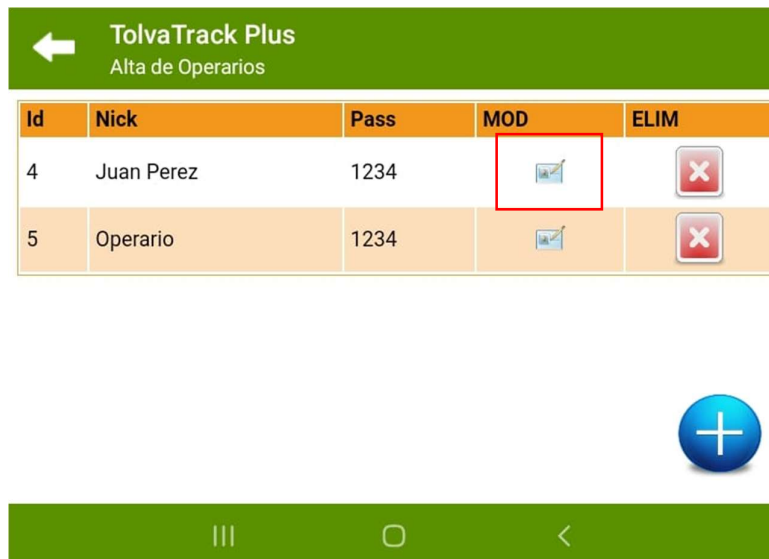 TolvaTrack Plus
Alta de Operarios
Id Nick Pass MOD ELIM
4 Juan Perez 1234
5 Operario 1234